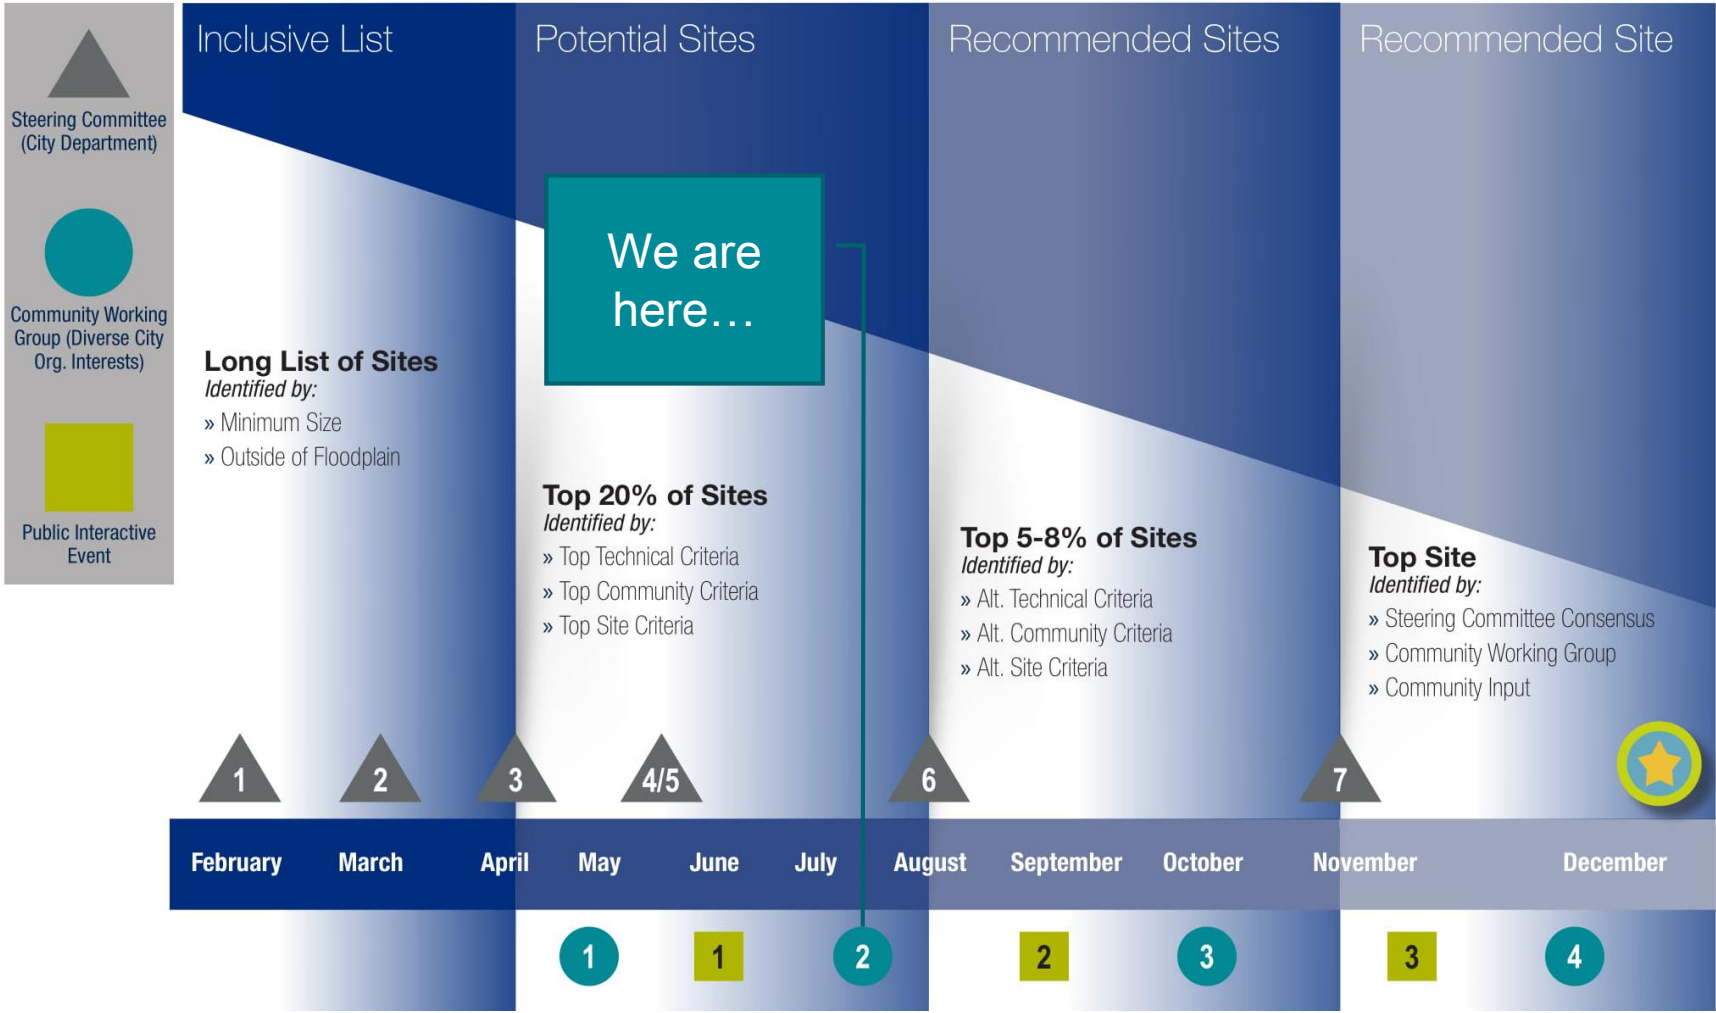 Steering Committee
(City Department)
Community Working
Group (Diverse City
Org. Interests)
Public Interactive
Event
Inclusive List
Potential Sites
Recommended Sites
Recommended Site
We are
here…
Long List of Sites
Identified by:
» Minimum Size
» Outside of Floodplain
Top 20% of Sites
Identified by:
» Top Technical Criteria
» Top Community Criteria
» Top Site Criteria
Top 5-8% of Sites
Identified by:
» Alt. Technical Criteria
» Alt. Community Criteria
» Alt. Site Criteria
Top Site
Identified by:
» Steering Committee Consensus
» Community Working Group
» Community Input
1 2 3 4/5 6 7
February March April May June July August September October November December
1 1 2 2 3 3 4